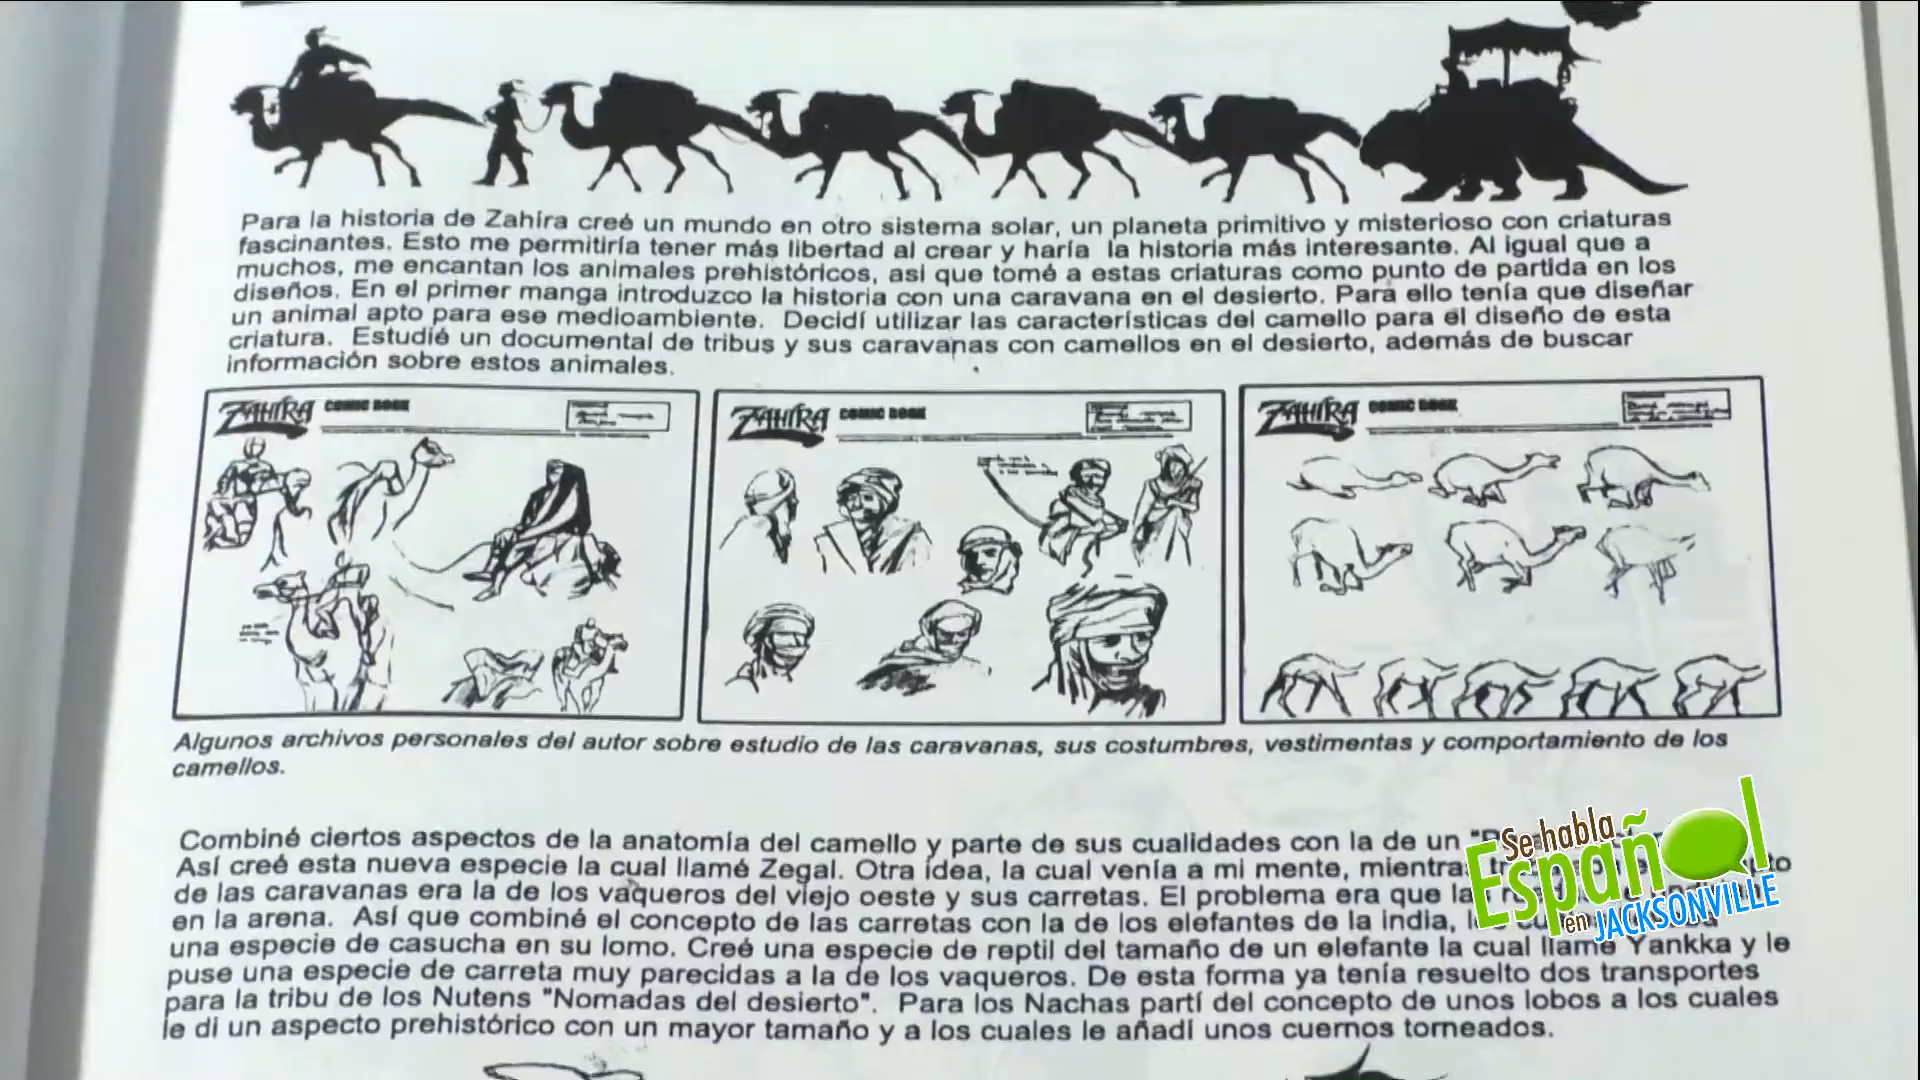 Para la historia de Zahíra creé un mundo en otro sistema solar, un planeta primitivo y misterioso con criaturas
fascinantes. Esto me permitiría tener más libertad al crear y haría la historia más interesante. Al igual que a
muchos, me encantan los animales prehistóricos, asi que tomé a estas criaturas como punto de partida en los
diseños. En el primer manga introduzco la historia con una caravana en el desierto. Para ello tenía que diseñar
un animal apto para ese medioambiente. Decidí utilizar las características del camello para el diseño de esta
criatura. Estudié un documental de tribus y sus caravanas con camellos en el desierto, además de buscar
información sobre estos animales.
ZAHIRA COMIC BOOK
ZAHIRA COMIC BOOK
ZAHIRA COMIC BOOK
Algunos archivos personales del autor sobre estudio de las caravanas, sus costumbres, vestimentas y comportamiento de los
camellos.
Combiné ciertos aspectos de la anatomía del camello y parte de sus cualidades con la de un
Así creé esta nueva especie la cual llamé Zegal. Otra idea, la cual venía a mi mente,
de las caravanas era la de los vaqueros del viejo oeste y sus carretas. El problema era que
en la arena. Así que combiné el concepto de las carretas con la de los elefantes de la india,
una especie de casucha en su lomo. Creé una especie de reptil del tamaño de un elefante la cual llamé Yankka y le
puse una especie de carreta muy parecidas a la de los vaqueros. De esta forma ya tenía resuelto dos transportes
para la tribu de los Nutens "Nomadas del desierto". Para los Nachas partí del concepto de unos lobos a los cuales
le di un aspecto prehistórico con un mayor tamaño y a los cuales le añadí unos cuernos torneados.
Se habla
Español
en JACKSONVILLE